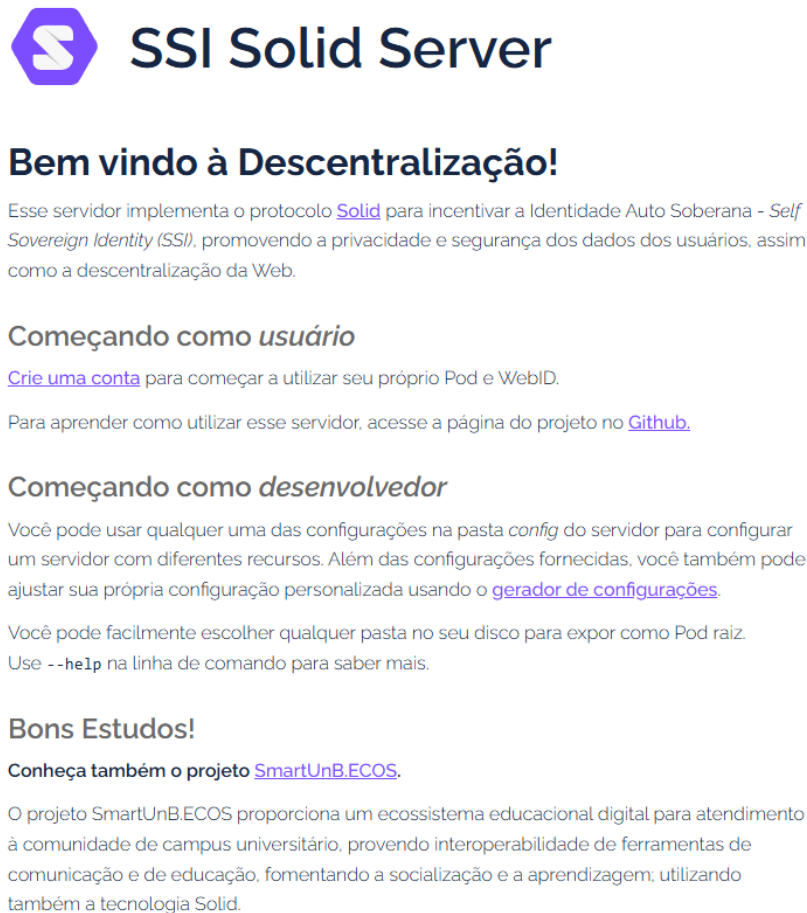 SSI Solid Server
Bem vindo à Descentralização!
Esse servidor implementa o protocolo Solid para incentivar a Identidade Auto Soberana - Self
Sovereign Identity (SSI), promovendo a privacidade e segurança dos dados dos usuários, assim
como a descentralização da Web.
Começando como usuário
Crie uma conta para começar a utilizar seu próprio Pod e WebID.
Para aprender como utilizar esse servidor, acesse a página do projeto no Github.
Começando como desenvolvedor
Você pode usar qualquer uma das configurações na pasta config do servidor para configurar
um servidor com diferentes recursos. Além das configurações fornecidas, você também pode
ajustar sua própria configuração personalizada usando o gerador de configurações.
Você pode facilmente escolher qualquer pasta no seu disco para expor como Pod raiz.
Use --help na linha de comando para saber mais.
Bons Estudos!
Conheça também o projeto SmartUnB.ECOS.
O projeto SmartUnB.ECOS proporciona um ecossistema educacional digital para atendimento
à comunidade de campus universitário, provendo interoperabilidade de ferramentas de
comunicação e de educação, fomentando a socialização e a aprendizagem; utilizando
também a tecnologia Solid.